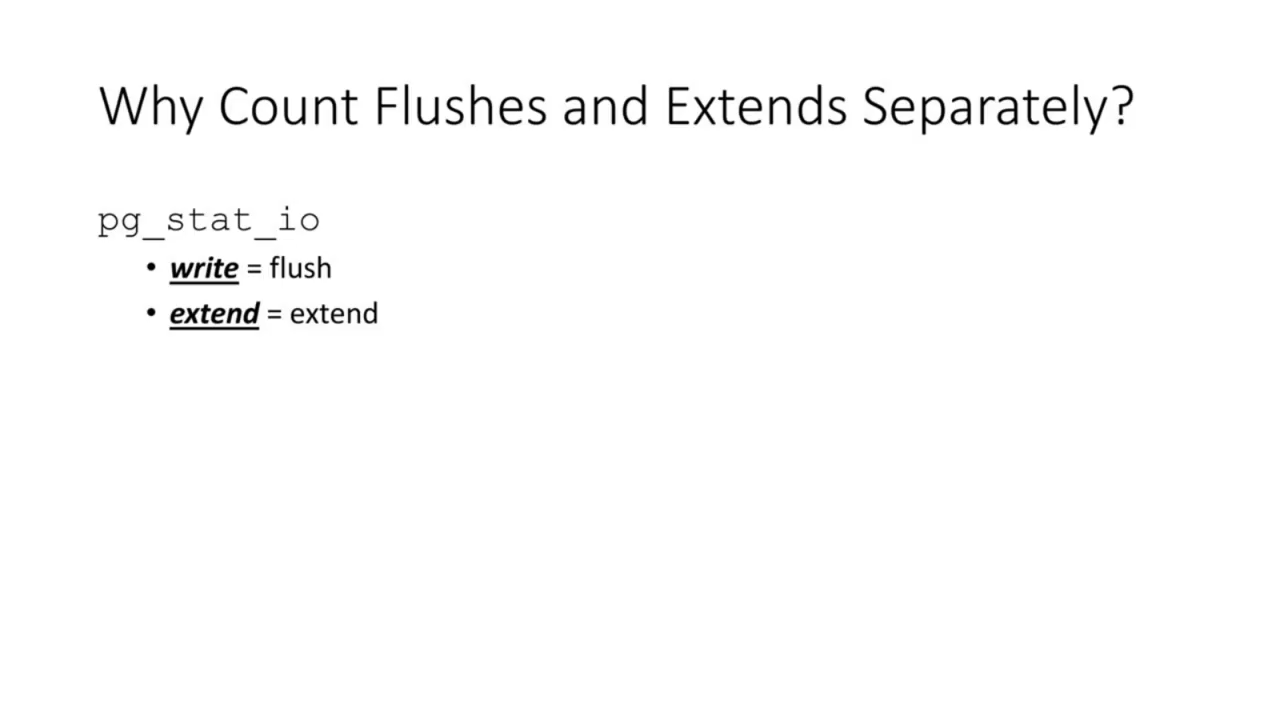 Why Count Flushes and Extends Separately?
pg_stat_io
• write = flush
• extend = extend